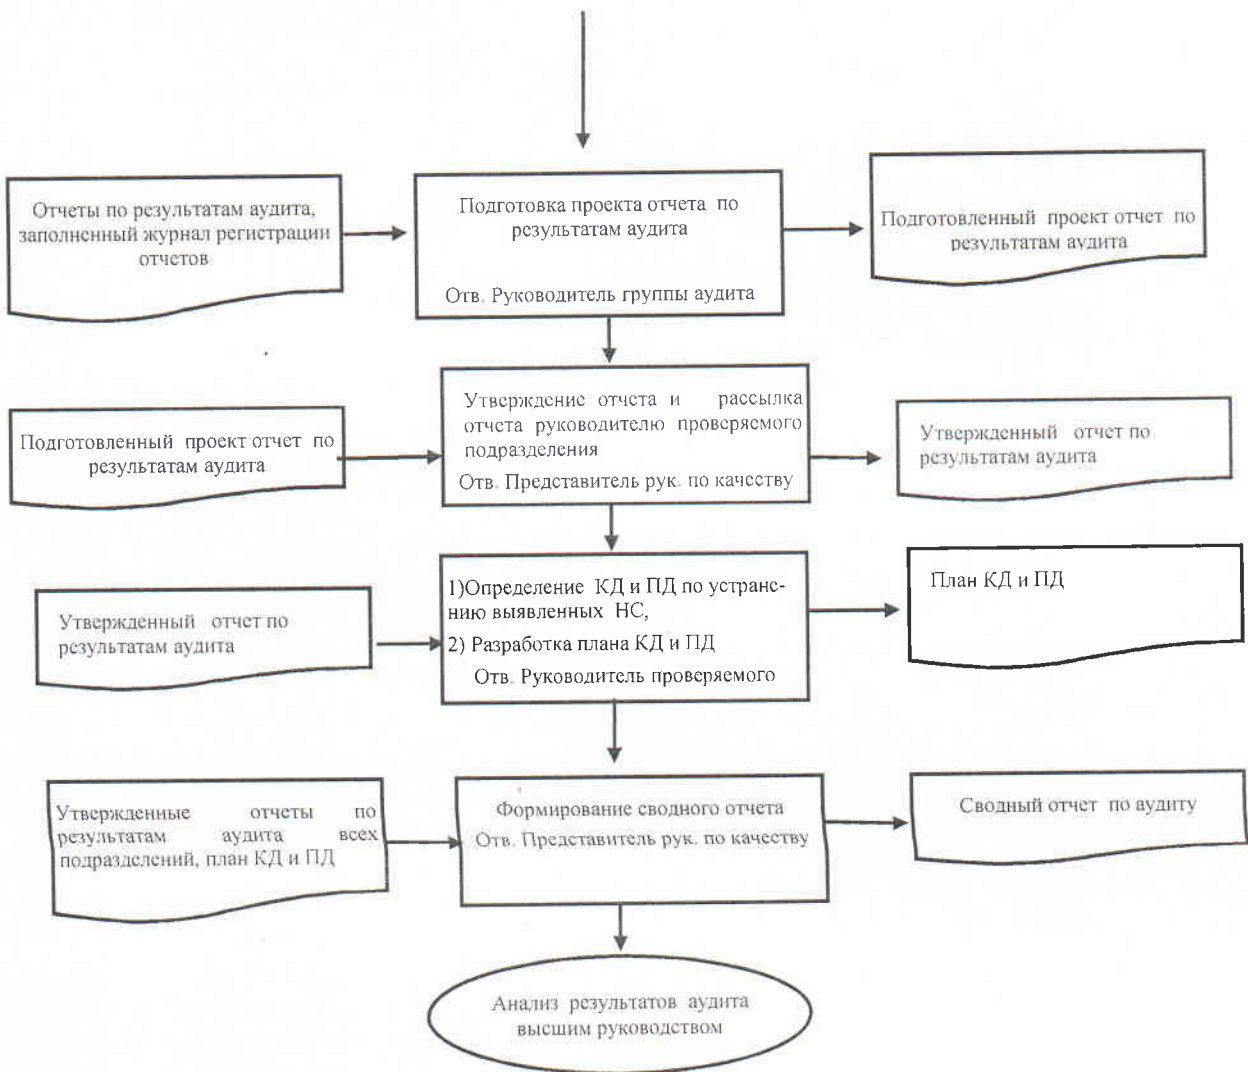 Отчеты по результатам аудита,
заполненный журнал регистрации
отчетов
Подготовка проекта отчета по
результатам аудита
Отв. Руководитель группы аудита
Подготовленный проект отчет по
результатам аудита
Подготовленный проект отчет по
результатам аудита
Утверждение отчета и рассылка
отчета руководителю проверяемого
подразделения
Отв. Представитель рук. по качеству
Утвержденный отчет по
результатам аудита
Утвержденный отчет по
результатам аудита
1)Определение КД и ПД по устране-
нию выявленных НС,
2) Разработка плана КД и ПД
Отв. Руководитель проверяемого
План КД и ПД
Утвержденные отчеты по
результатам аудита всех
подразделений, план КД и ПД
Формирование сводного отчета
Отв. Представитель рук. по качеству
Сводный отчет по аудиту
Анализ результатов аудита
высшим руководством